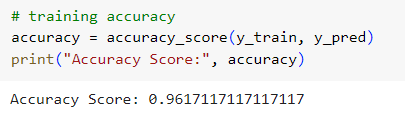 # training accuracy
accuracy = accuracy_score(y_train, y_pred)
print("Accuracy Score:", accuracy)
Accuracy Score: 0.9617117117117117